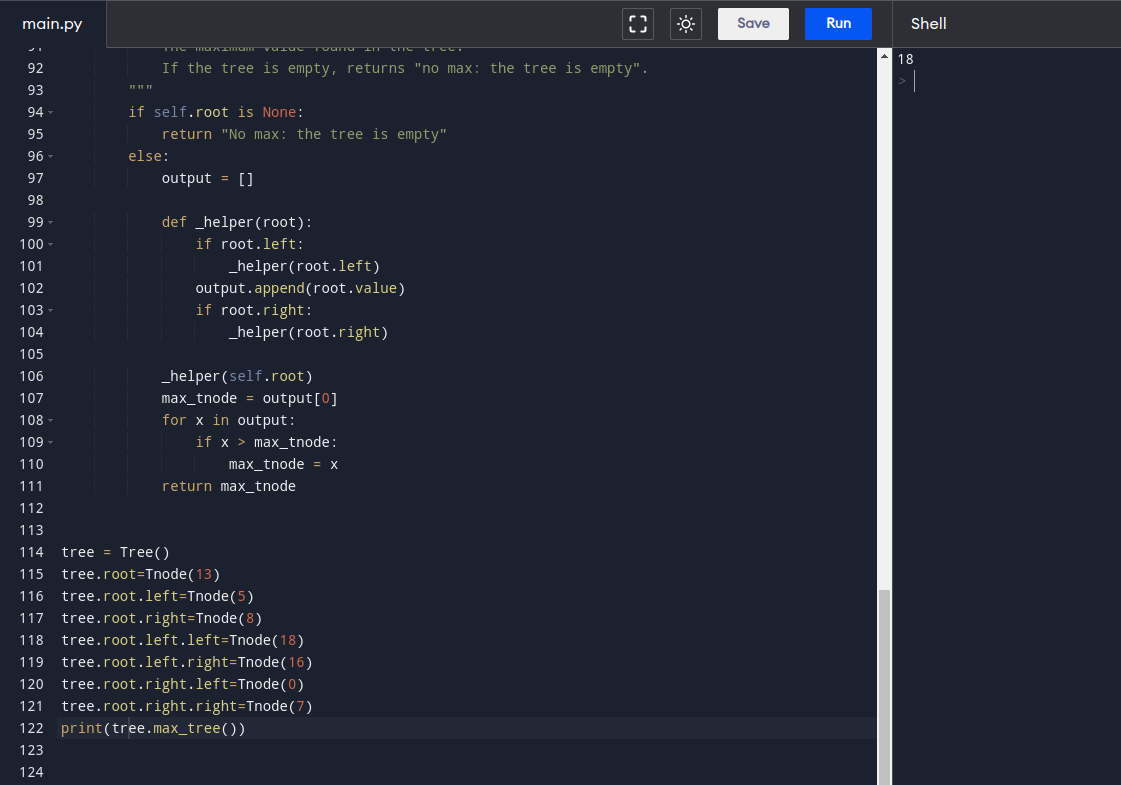 main.py
Save
Run
Shell
91 The maximum value found in the tree.
92 If the tree is empty, returns "no max: the tree is empty".
93 """
94 if self.root is None:
95 return "No max: the tree is empty"
96 else:
97 output = []
98
99 def _helper(root):
100 if root.left:
101 _helper(root.left)
102 output.append(root.value)
103 if root.right:
104 _helper(root.right)
105
106 _helper(self.root)
107 max_tnode = output[0]
108 for x in output:
109 if x > max_tnode:
110 max_tnode = x
111 return max_tnode
112
113
114 tree = Tree()
115 tree.root=Tnode(13)
116 tree.root.left=Tnode(5)
117 tree.root.right=Tnode(8)
118 tree.root.left.left=Tnode(18)
119 tree.root.left.right=Tnode(16)
120 tree.root.right.left=Tnode(0)
121 tree.root.right.right=Tnode(7)
122 print(tree.max_tree())
123
124
18
>